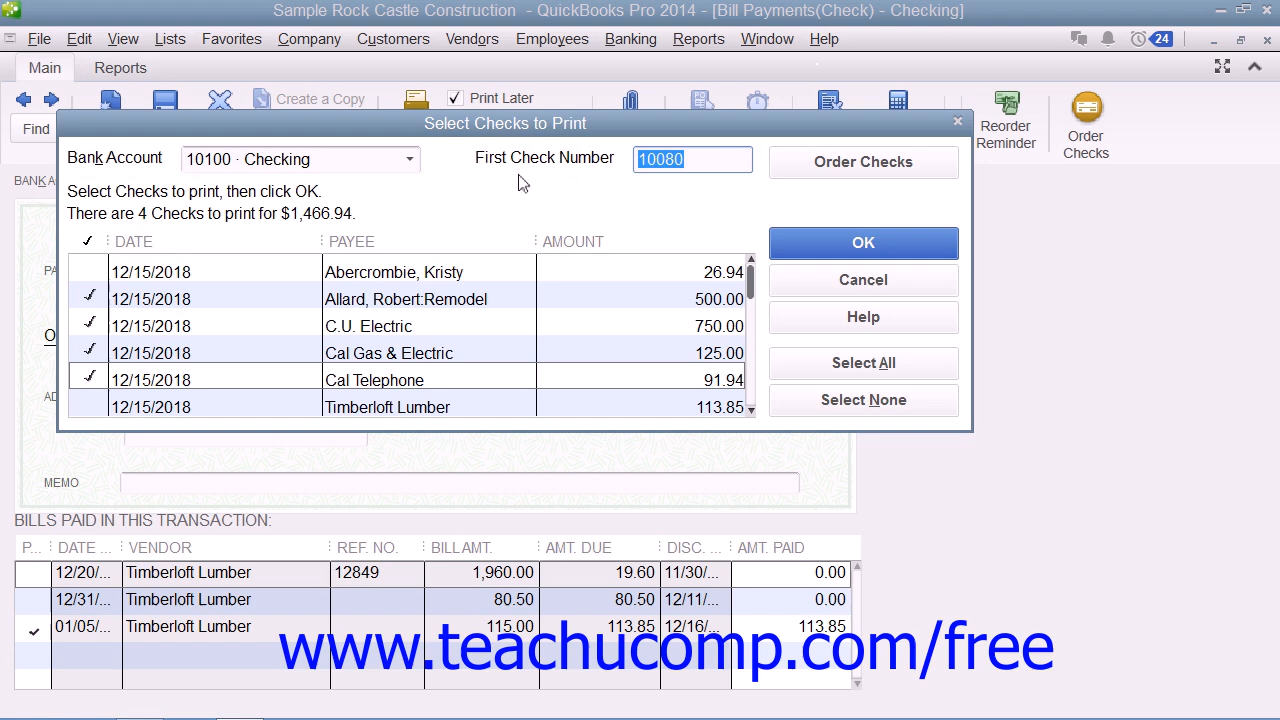 Sample Rock Castle Construction - QuickBooks Pro 2014 - [Bill Payments(Check) - Checking]
File Edit View Lists Favorites Company Customers Vendors Employees Banking Reports Window Help 24
Main Reports
Create a Copy Print Later
Find
Reorder Reminder
Order Checks
Select Checks to Print
Bank Account 10100 · Checking First Check Number 10080 Order Checks
Select Checks to print, then click OK.
There are 4 Checks to print for $1,466.94.
DATE PAYEE AMOUNT OK
12/15/2018 Abercrombie, Kristy 26.94
Cancel
12/15/2018 Allard, Robert:Remodel 500.00
12/15/2018 C.U. Electric 750.00 Help
12/15/2018 Cal Gas & Electric 125.00 Select All
12/15/2018 Cal Telephone 91.94
12/15/2018 Timberloft Lumber 113.85 Select None
MEMO
BILLS PAID IN THIS TRANSACTION:
P... DATE ... VENDOR REF. NO. BILL AMT. AMT. DUE DISC. ... AMT. PAID
12/20/... Timberloft Lumber 12849 1,960.00 19.60 11/30/... 0.00
12/31/... Timberloft Lumber 80.50 80.50 12/11/... 0.00
01/05/... Timberloft Lumber 115.00 113.85 12/16/... 113.85
www.teachucomp.com/free